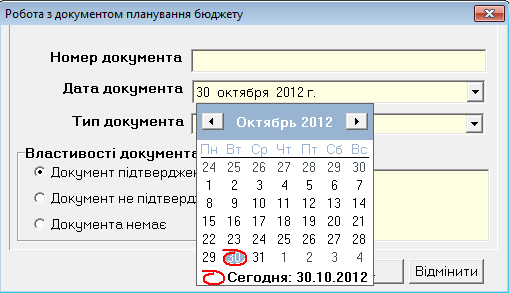 Робота з документом планування бюджету
Номер документа
Дата документа 30 октября 2012 г.
Тип документа
Октябрь 2012
Пн Вт Ср Чт Пт Сб Вс
24 25 26 27 28 29 30
1 2 3 4 5 6 7
8 9 10 11 12 13 14
15 16 17 18 19 20 21
22 23 24 25 26 27 28
29 30 31 1 2 3 4
Сегодня: 30.10.2012
Властивості документа
Документ підтверджен
Документ не підтверд
Документа немає
Відмінити